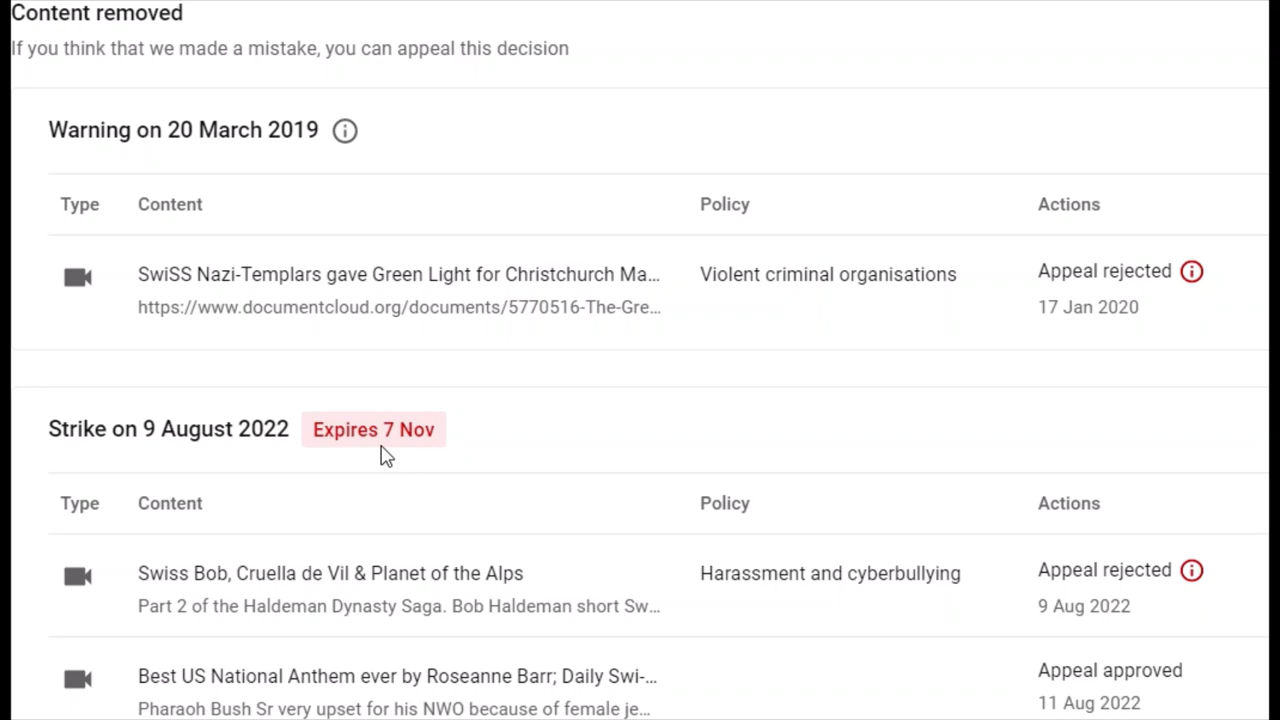 Content removed
If you think that we made a mistake, you can appeal this decision
Warning on 20 March 2019
Type Content Policy Actions
SwiSS Nazi-Templars gave Green Light for Christchurch Ma... Violent criminal organisations Appeal rejected
https://www.documentcloud.org/documents/5770516-The-Gre... 17 Jan 2020
Strike on 9 August 2022 Expires 7 Nov
Type Content Policy Actions
Swiss Bob, Cruella de Vil & Planet of the Alps Harassment and cyberbullying Appeal rejected
Part 2 of the Haldeman Dynasty Saga. Bob Haldeman short Sw... 9 Aug 2022
Best US National Anthem ever by Roseanne Barr; Daily Swi-... Appeal approved
Pharaoh Bush Sr very upset for his NWO because of female je... 11 Aug 2022